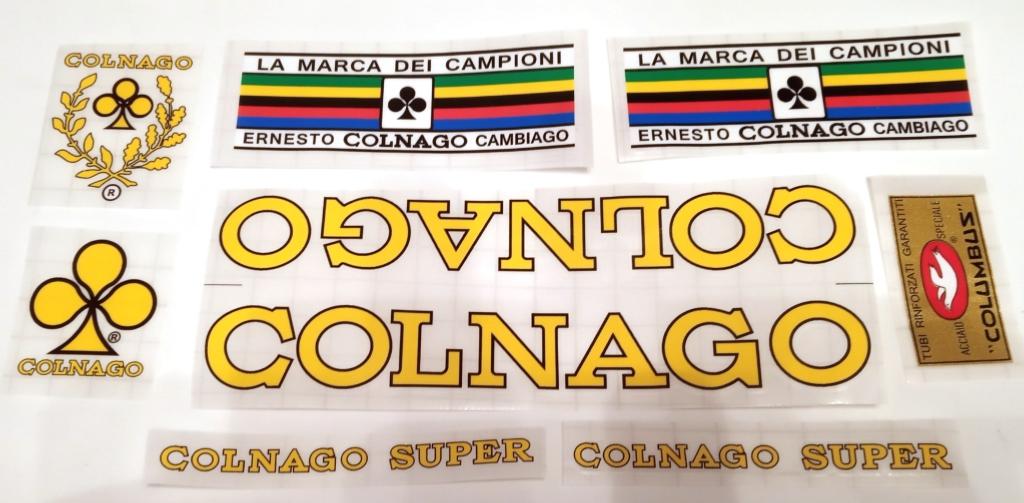 COLNAGO
®
LA MARCA DEI CAMPIONI
ERNESTO COLNAGO CAMBIAGO
LA MARCA DEI CAMPIONI
ERNESTO COLNAGO CAMBIAGO
®
COLNAGO
COLNAGO
COLNAGO
TUBI RINFORZATI GARANTITI
ACCIAIO SPECIALE
®
"COLUMBUS"
COLNAGO SUPER
COLNAGO SUPER